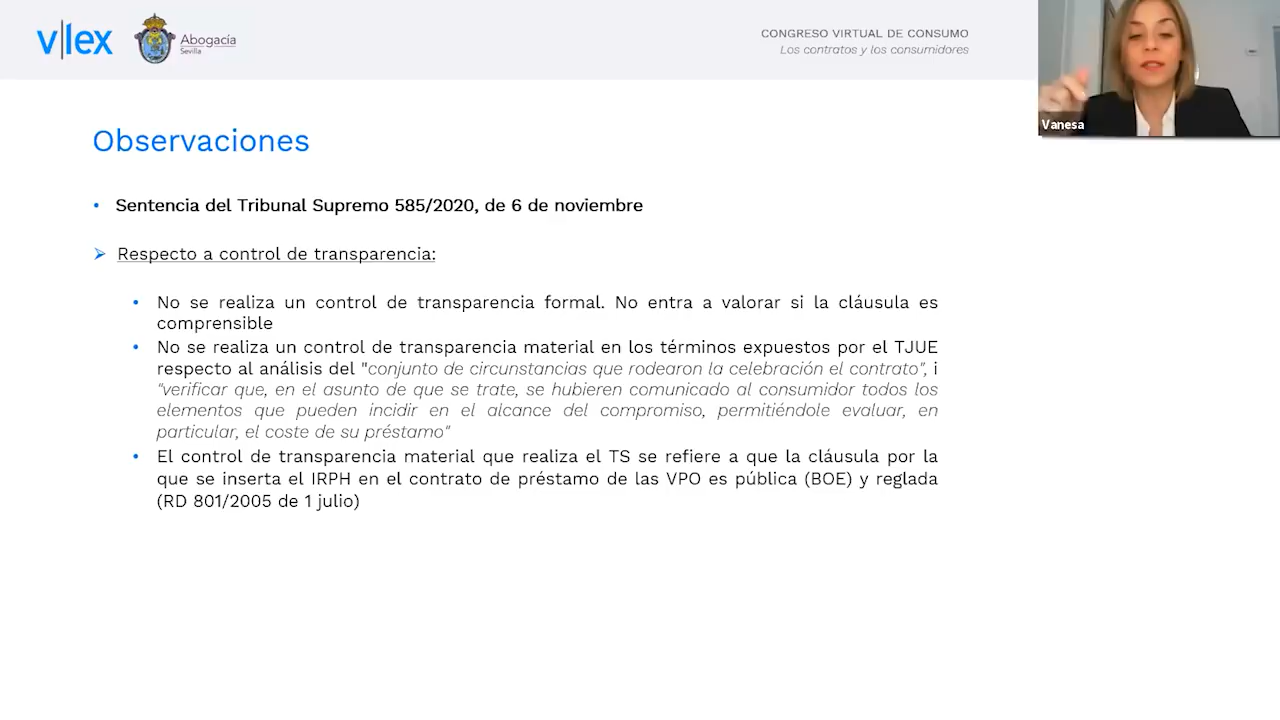 v|lex
Abogacía
Sevilla
CONGRESO VIRTUAL DE CONSUMO
Los contratos y los consumidores
Vanesa
Observaciones
• Sentencia del Tribunal Supremo 585/2020, de 6 de noviembre
➢ Respecto a control de transparencia:
• No se realiza un control de transparencia formal. No entra a valorar si la cláusula es
comprensible
• No se realiza un control de transparencia material en los términos expuestos por el TJUE
respecto al análisis del "conjunto de circunstancias que rodearon la celebración el contrato", i
"verificar que, en el asunto de que se trate, se hubieren comunicado al consumidor todos los
elementos que pueden incidir en el alcance del compromiso, permitiéndole evaluar, en
particular, el coste de su préstamo"
• El control de transparencia material que realiza el TS se refiere a que la cláusula por la
que se inserta el IRPH en el contrato de préstamo de las VPO es pública (BOE) y reglada
(RD 801/2005 de 1 julio)